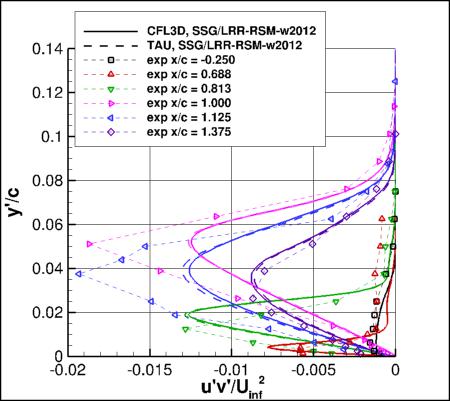 CFL3D, SSG/LRR-RSM-w2012
TAU, SSG/LRR-RSM-w2012
exp x/c = -0.250
exp x/c = 0.688
exp x/c = 0.813
exp x/c = 1.000
exp x/c = 1.125
exp x/c = 1.375
0.14
0.12
0.1
0.08
0.06
0.04
0.02
0
y'/c
-0.02 -0.015 -0.01 -0.005 0
u'v'/U_inf^2